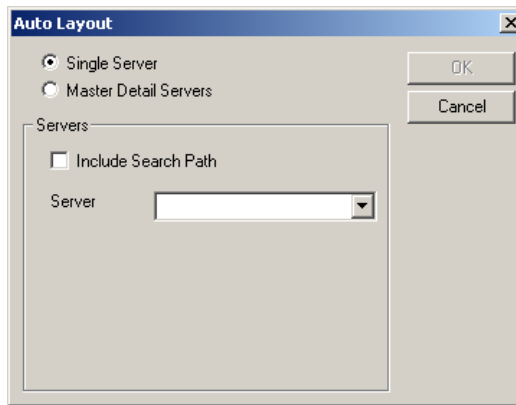 Auto Layout
Single Server
Master Detail Servers
OK
Cancel
Servers
Include Search Path
Server